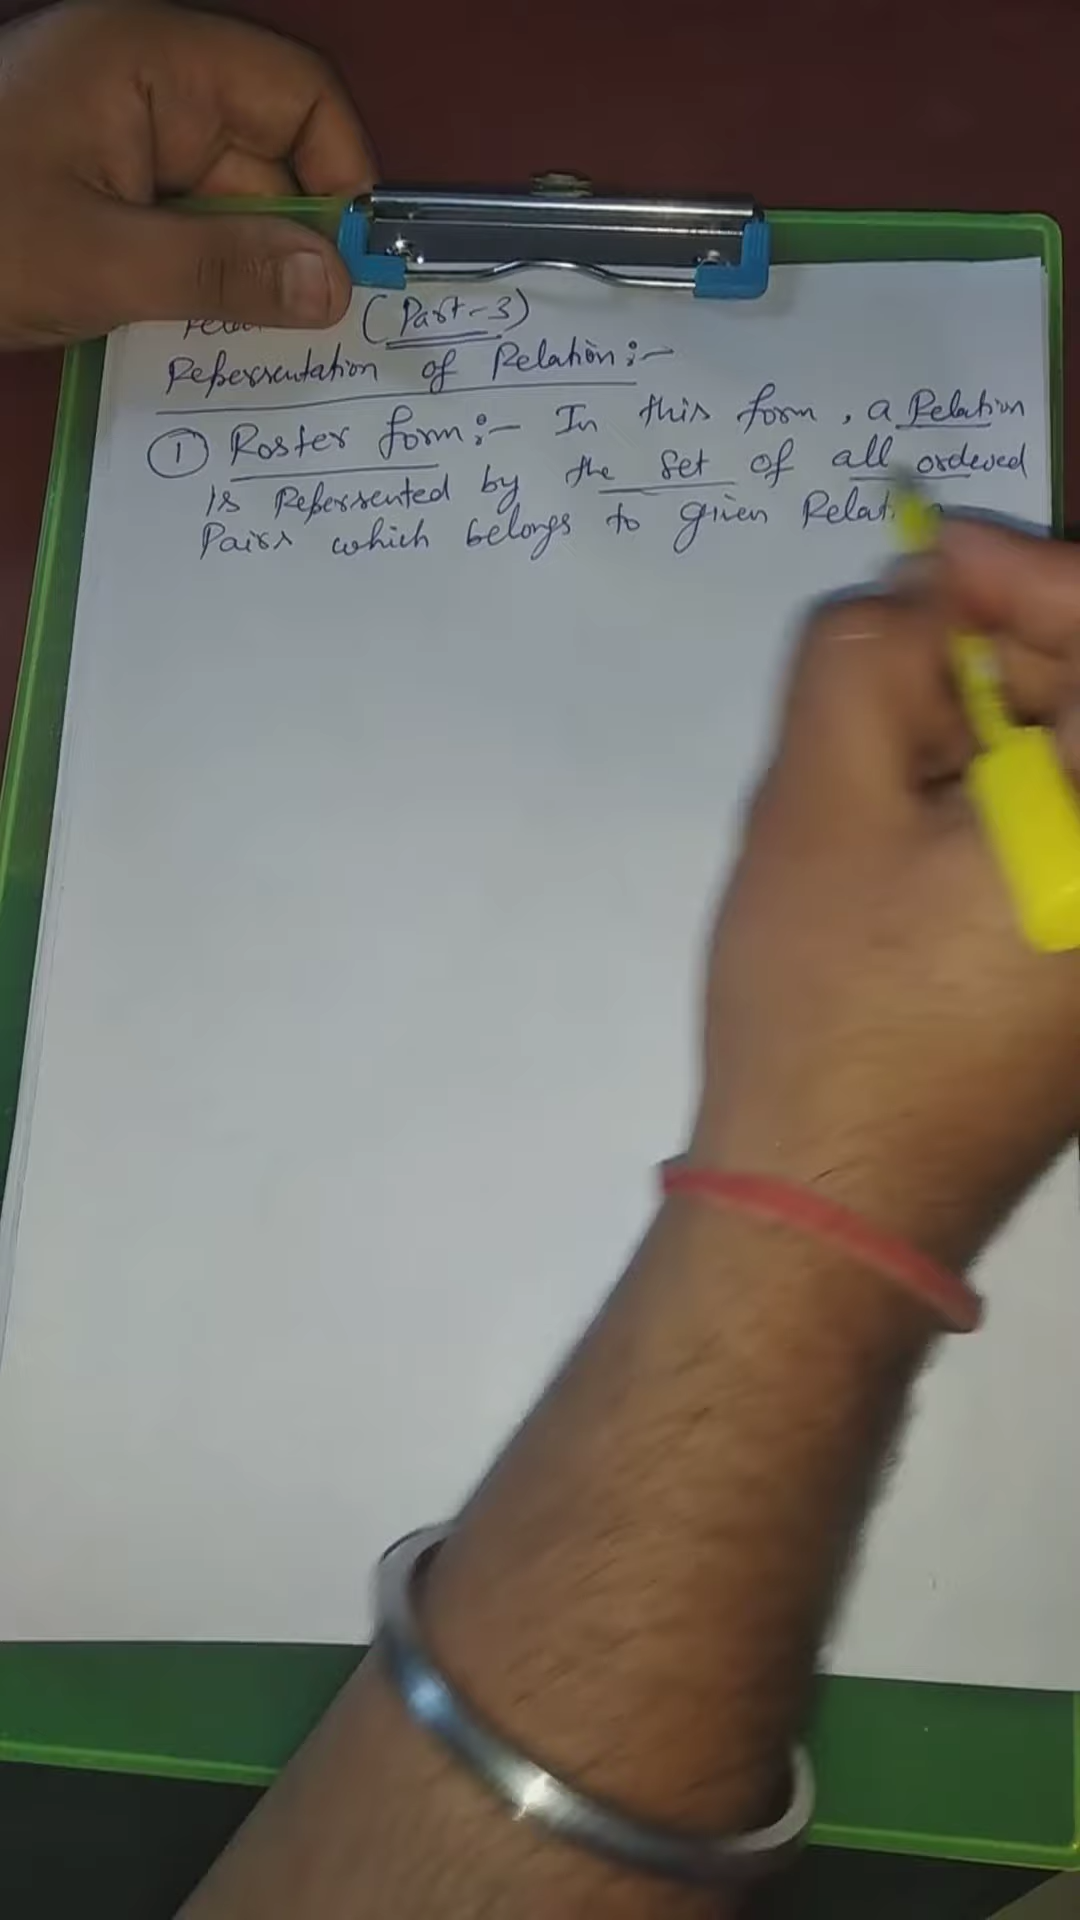 (Part-3)
Representation of Relation:-
① Roster form:- In this form, a Relation
is Represented by the set of all ordered
Pairs which belongs to given